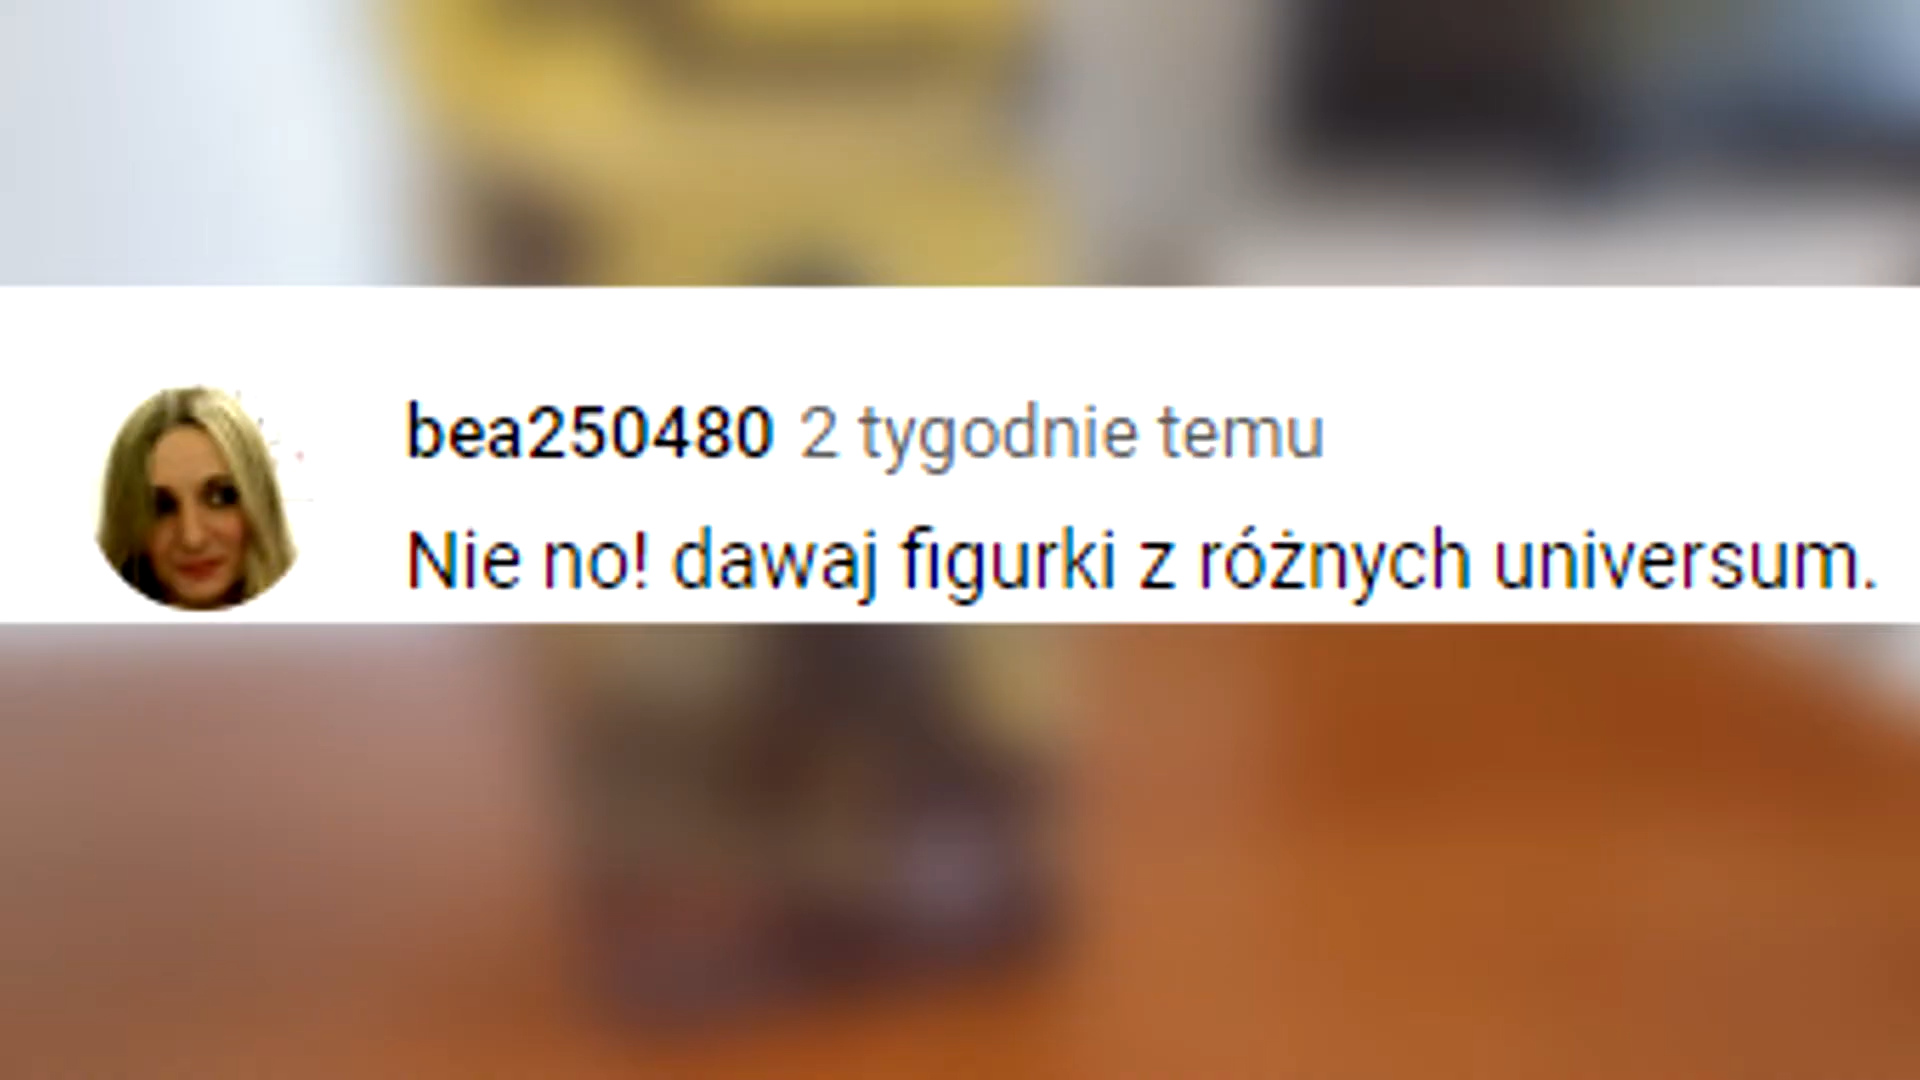 bea250480 2 tygodnie temu
Nie no! dawaj figurki z różnych universum.